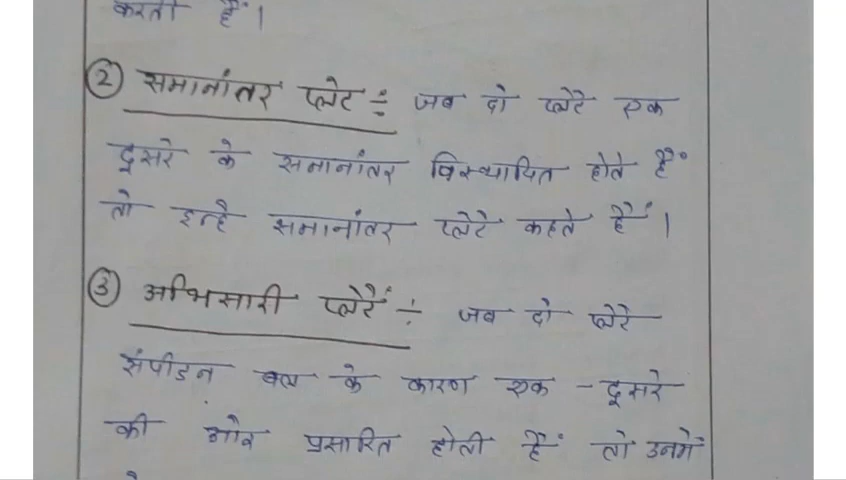 करती हैं।
② समानांतर प्लेट ÷ जब दो प्लेटै एक
दूसरे के समानांतर विस्थापित होते हैं
तो इन्है समानांतर प्लेटै कहते हैं।
③ अभिसारी प्लेटैं ÷ जब दो प्लेटै
संपीडन बल के कारण एक - दूसरे
की ओर प्रसारित होती हैं तो उनमें